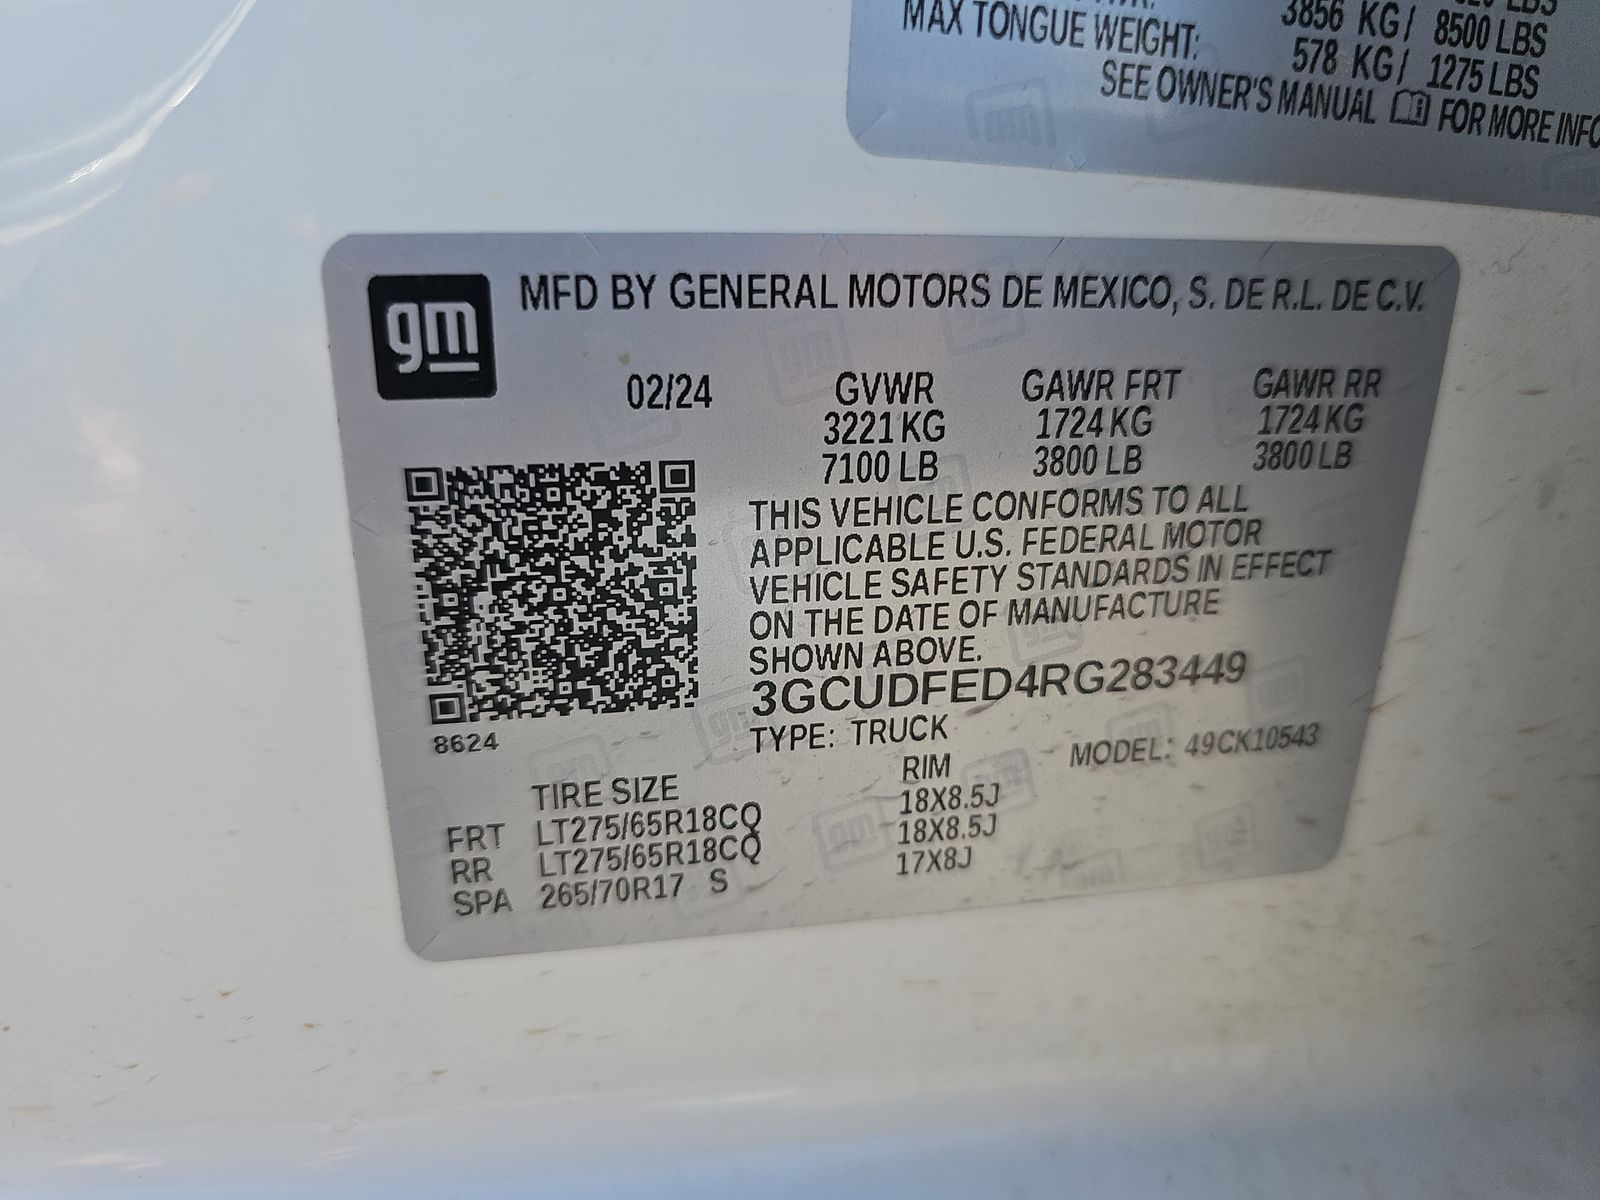 3856 KG/ 8500 LBS
MAX TONGUE WEIGHT: 578 KG/ 1275 LBS
SEE OWNER'S MANUAL FOR MORE
gm
MFD BY GENERAL MOTORS DE MEXICO, S. DE R.L. DE C.V.
02/24 GVWR GAWR FRT GAWR RR
3221 KG 1724 KG 1724 KG
7100 LB 3800 LB 3800 LB
THIS VEHICLE CONFORMS TO ALL
APPLICABLE U.S. FEDERAL MOTOR
VEHICLE SAFETY STANDARDS IN EFFECT
ON THE DATE OF MANUFACTURE
SHOWN ABOVE.
3GCUDFED4RG283449
8624
TYPE: TRUCK MODEL: 49CK10543
TIRE SIZE RIM
FRT LT275/65R18CQ 18X8.5J
RR LT275/65R18CQ 18X8.5J
SPA 265/70R17 S 17X8J